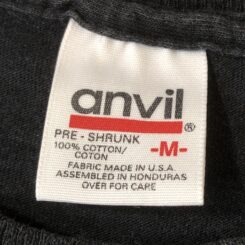 anvil®
PRE - SHRUNK
100% COTTON/
COTON
-M-
FABRIC MADE IN U.S.A.
ASSEMBLED IN HONDURAS
OVER FOR CARE